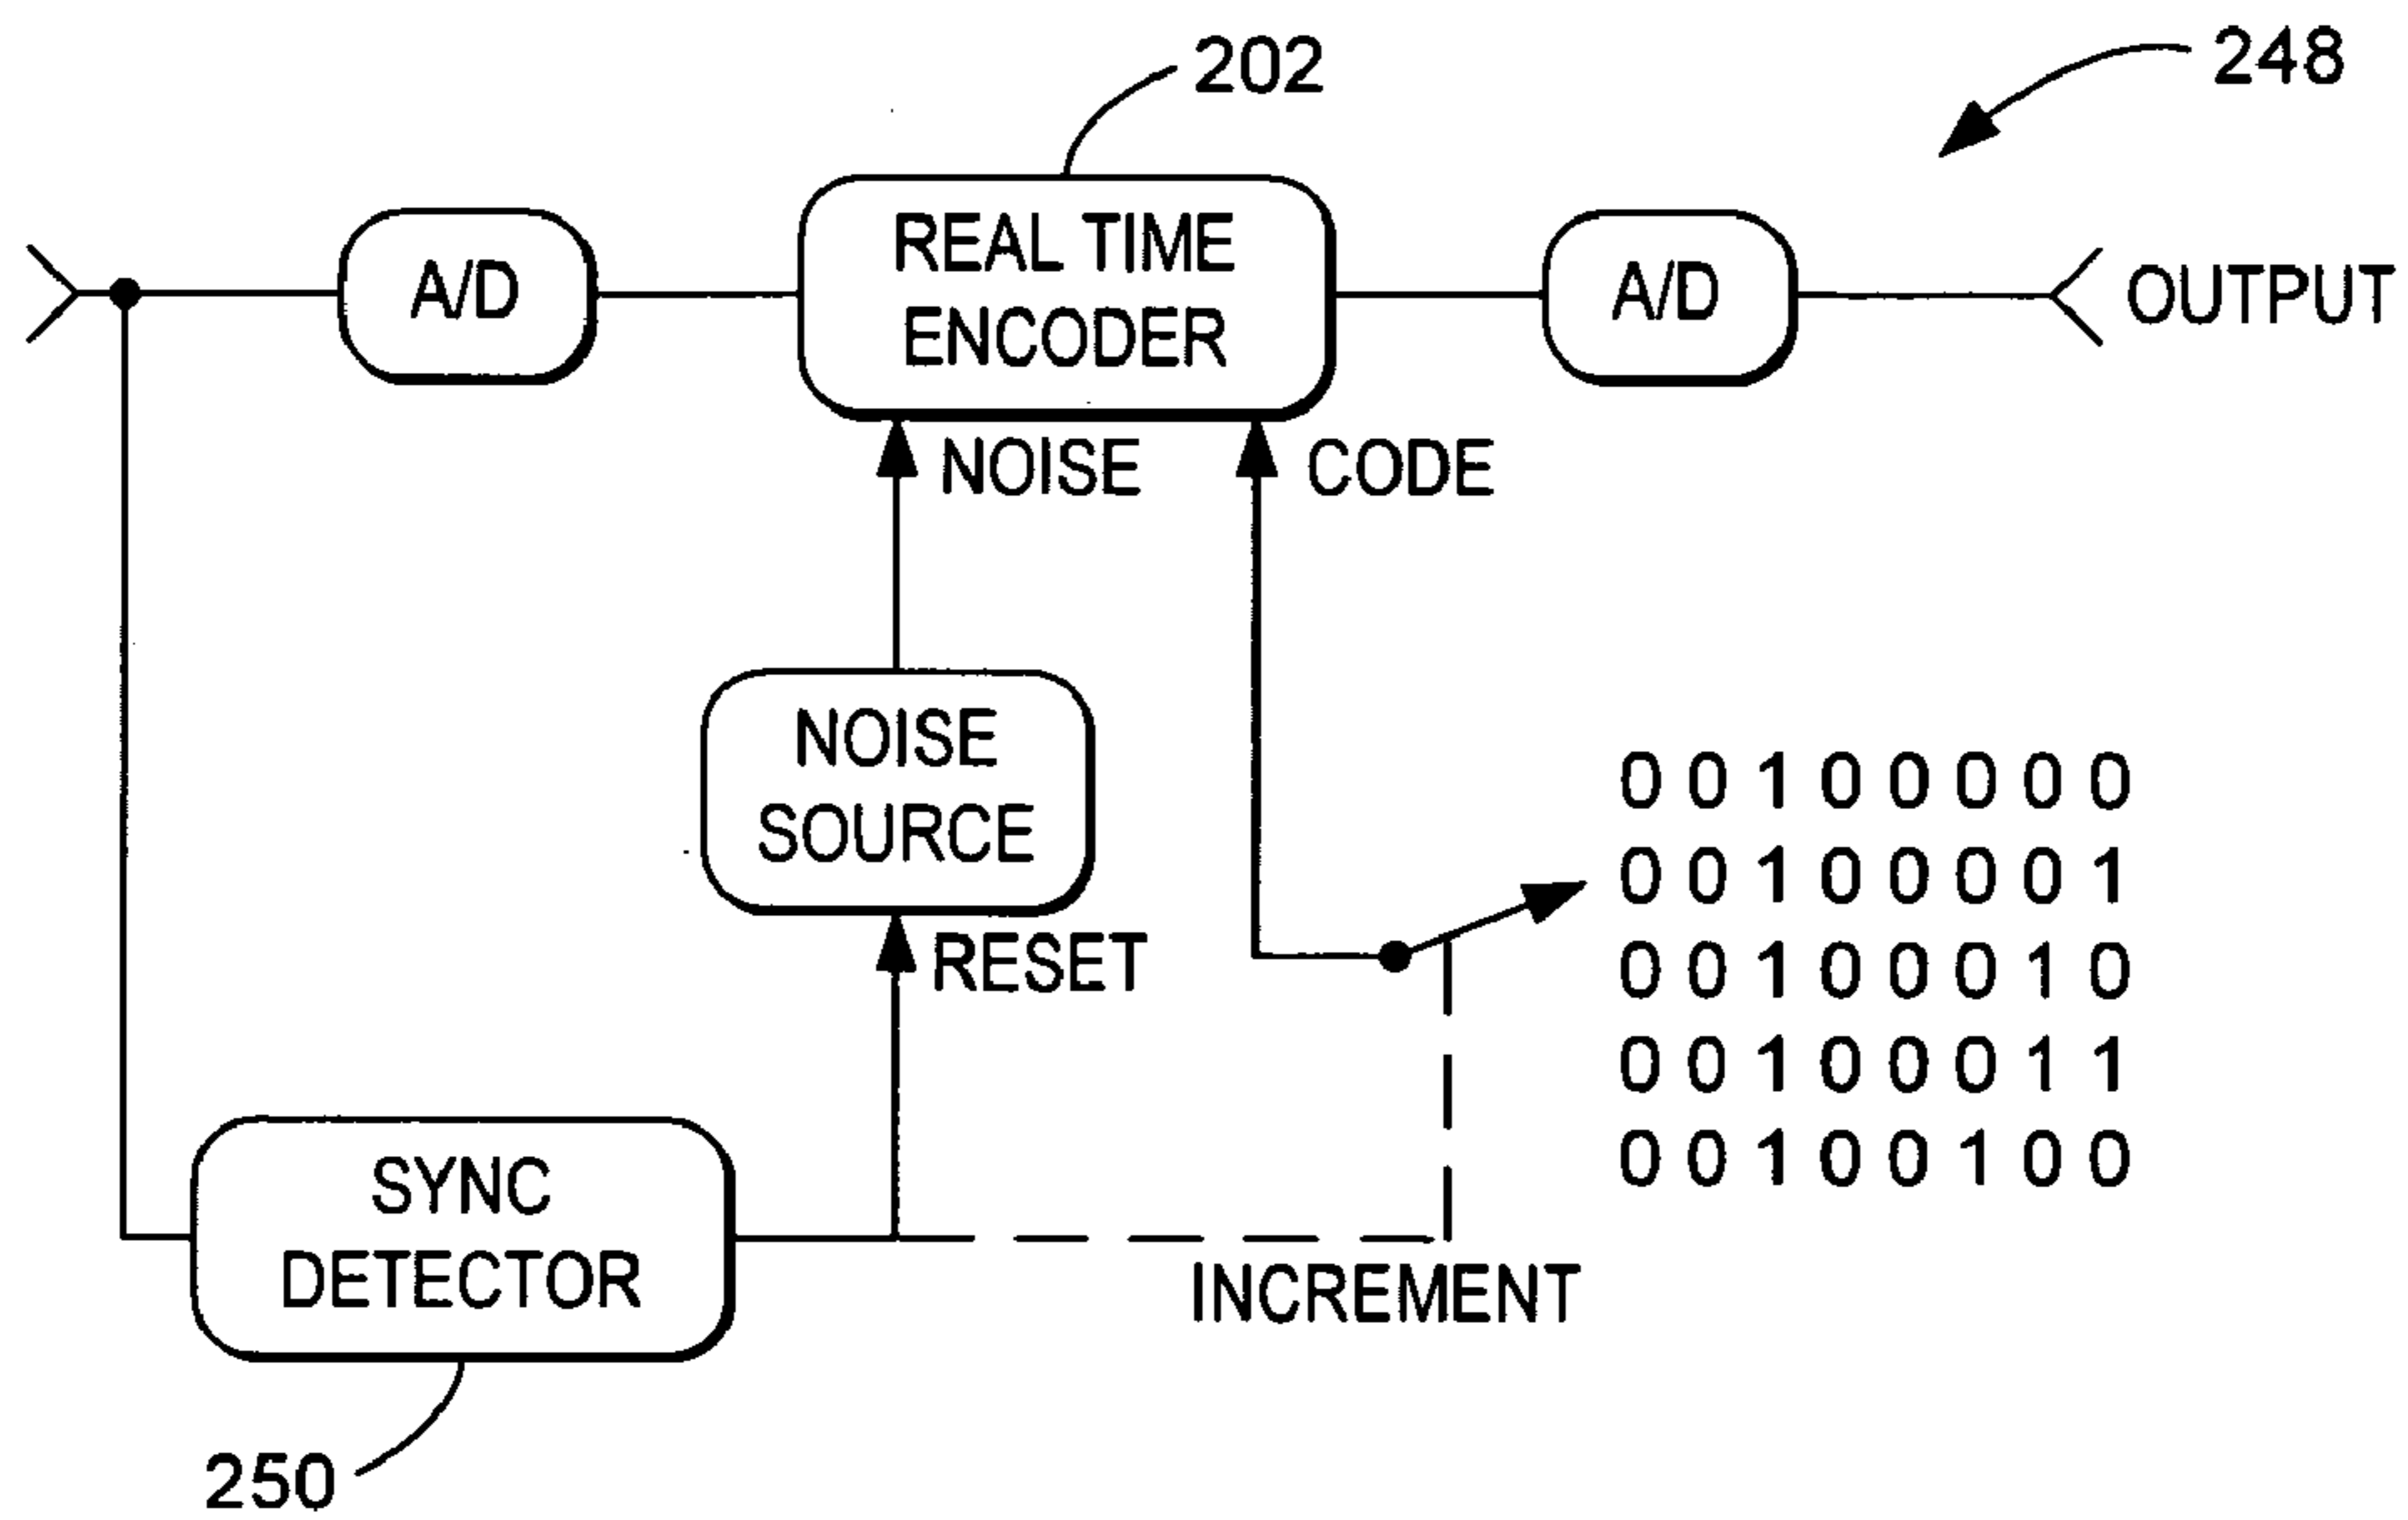 202
248
A/D
REAL TIME
ENCODER
A/D
OUTPUT
NOISE
CODE
NOISE
SOURCE
RESET
0 0 1 0 0 0 0 0
0 0 1 0 0 0 0 1
0 0 1 0 0 0 1 0
0 0 1 0 0 0 1 1
0 0 1 0 0 1 0 0
SYNC
DETECTOR
INCREMENT
250